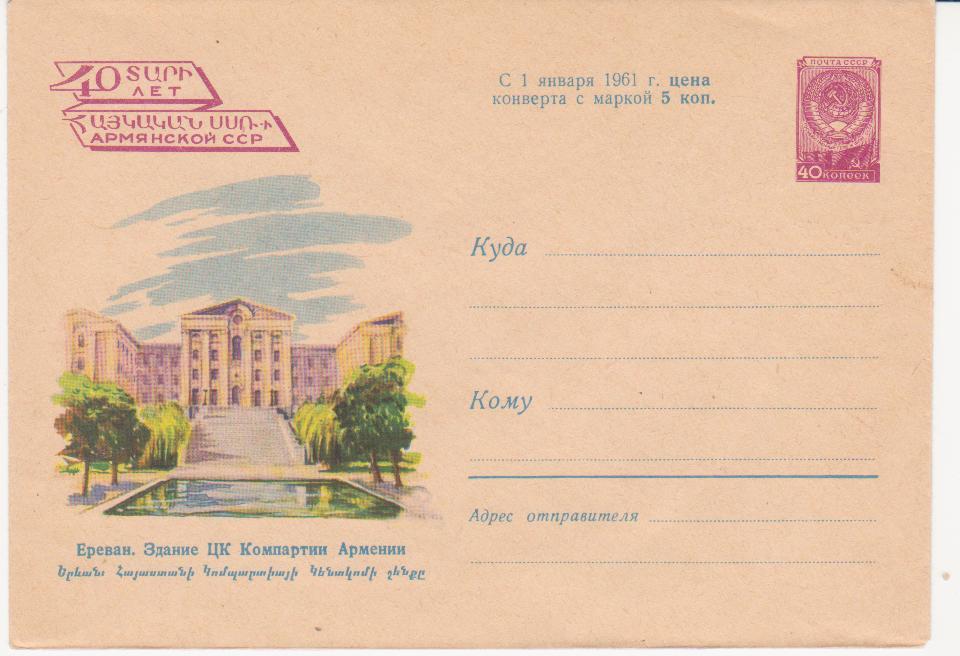 40 ՏԱՐԻ
ЛЕТ
ՀԱՅԿԱԿԱՆ ՍՍՌ-Ի
АРМЯНСКОЙ ССР
С 1 января 1961 г. цена
конверта с маркой 5 коп.
ПОЧТА СССР
40 КОПЕЕК
Куда
Кому
Адрес отправителя
Ереван. Здание ЦК Компартии Армении
Երևան։ Հայաստանի Կոմպարտիայի Կենտկոմի շենքը